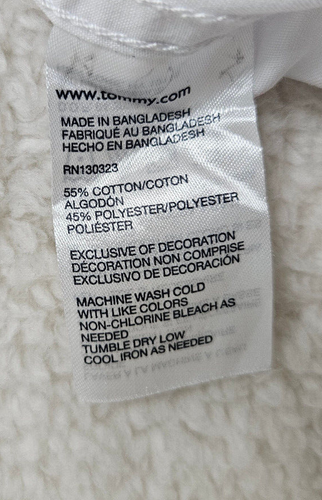 www.tommy.com
MADE IN BANGLADESH
FABRIQUÉ AU BANGLADESH
HECHO EN BANGLADESH
RN130323
55% COTTON/COTON
ALGODÓN
45% POLYESTER/POLYESTER
POLIÉSTER
EXCLUSIVE OF DECORATION
DÉCORATION NON COMPRISE
EXCLUSIVO DE DECORACIÓN
MACHINE WASH COLD
WITH LIKE COLORS
NON-CHLORINE BLEACH AS
NEEDED
TUMBLE DRY LOW
COOL IRON AS NEEDED